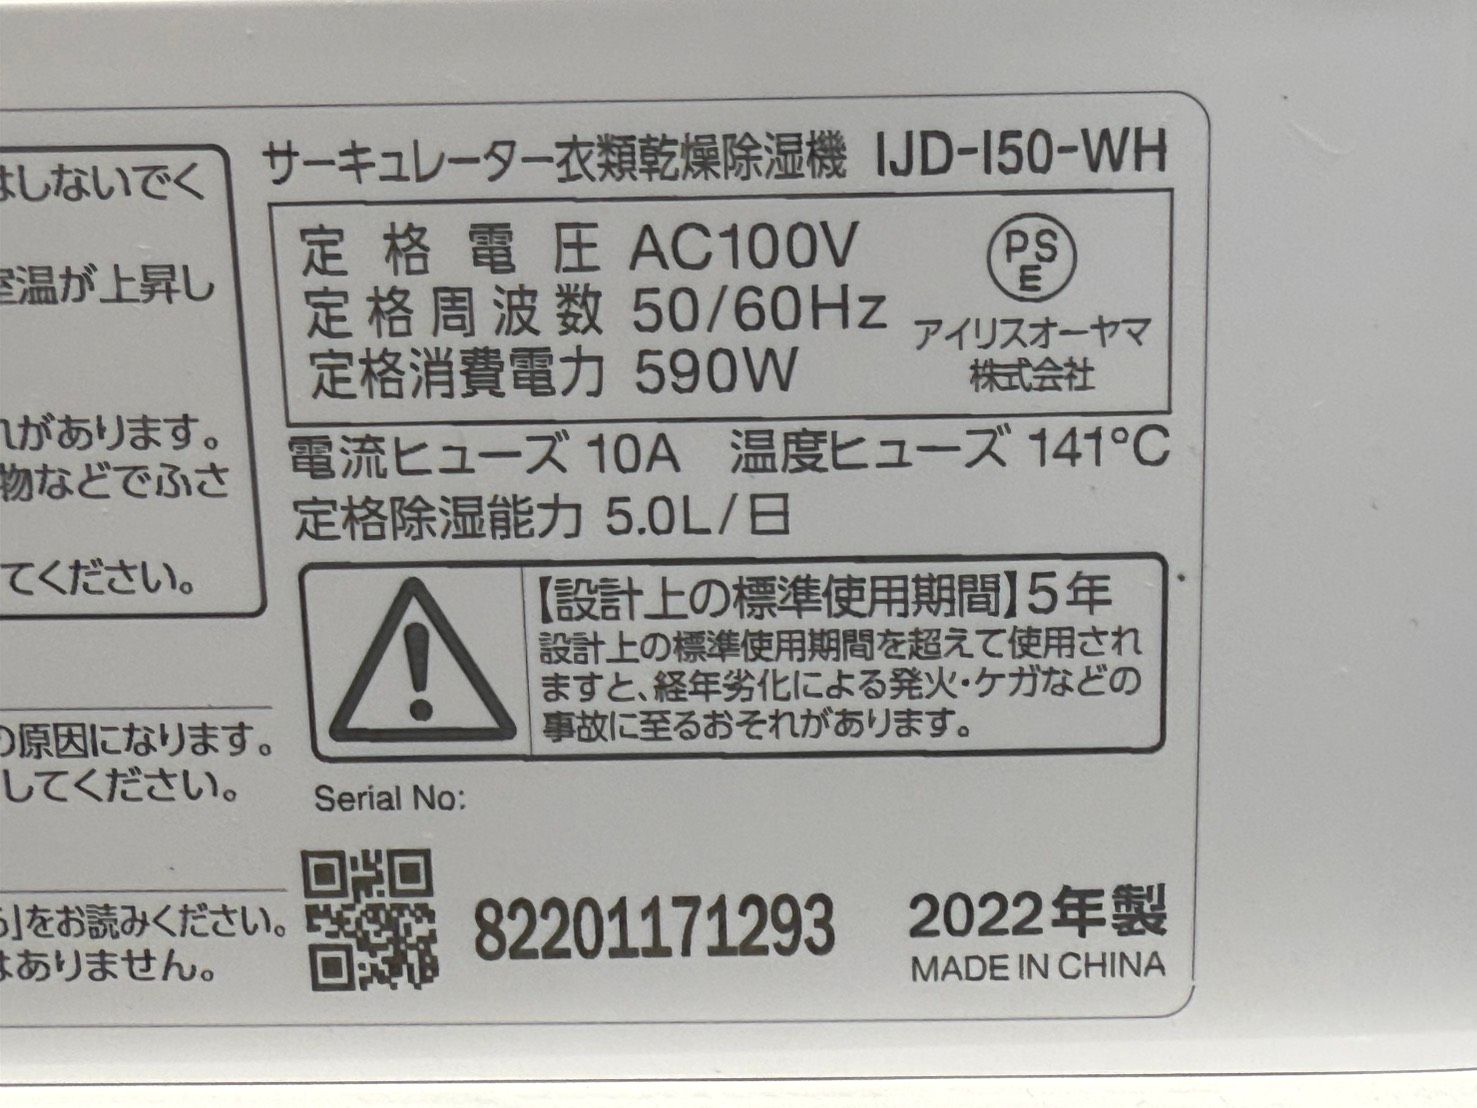 はしないでく
室温が上昇し
れがあります。
物などでふさ
てください。
の原因になります。
してください。
ら」をお読みください。
はありません。
サーキュレーター衣類乾燥除湿機 IJD-I50-WH
定格電圧 AC100V
定格周波数 50/60Hz
定格消費電力 590W
PS
E
アイリスオーヤマ
株式会社
電流ヒューズ 10A 温度ヒューズ 141℃
定格除湿能力 5.0L/日
【設計上の標準使用期間】5年
設計上の標準使用期間を超えて使用され
ますと、経年劣化による発火・ケガなどの
事故に至るおそれがあります。
Serial No:
82201171293
2022年製
MADE IN CHINA